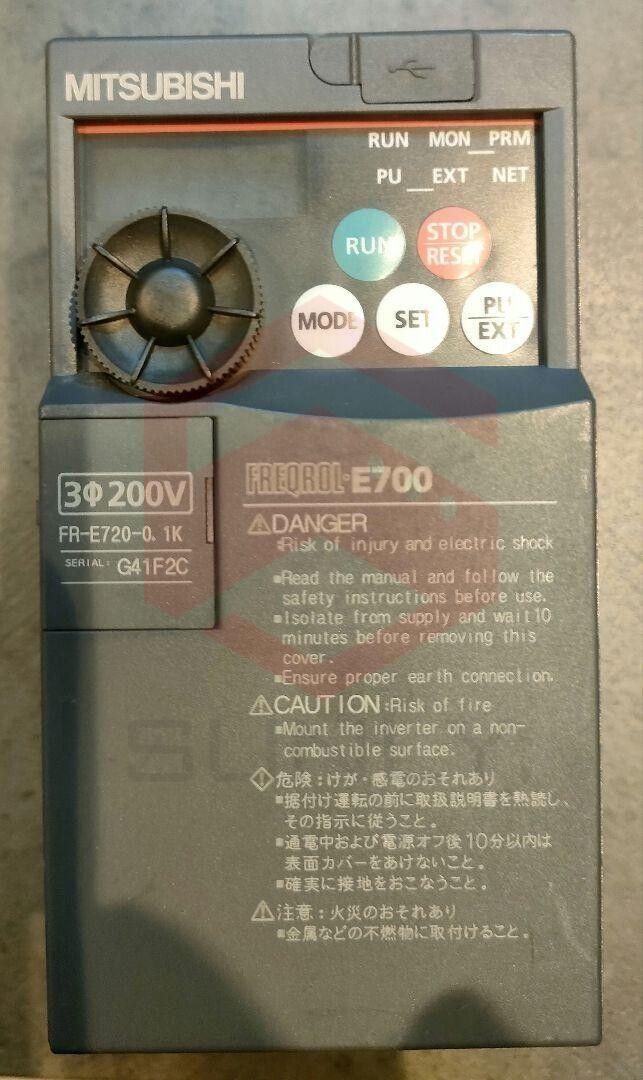 MITSUBISHI
RUN MON PRM
PU EXT NET
RUN
STOP
RESET
MODE
SET
PU
EXT
3Φ200V
FR-E720-0.1K
SERIAL: G41F2C
FREQROL-E700
⚠DANGER
:Risk of injury and electric shock
■Read the manual and follow the
safety instructions before use.
■Isolate from supply and wait10
minutes before removing this
cover.
■Ensure proper earth connection.
⚠CAUTION:Risk of fire
■Mount the inverter on a non-
combustible surface.
危険:けが・感電のおそれあり
■据付け運転の前に取扱説明書を熟読し、
その指示に従うこと。
■通電中および電源オフ後10分以内は
表面カバーをあけないこと。
■確実に接地をおこなうこと。
⚠注意:火災のおそれあり
■金属などの不燃物に取付けること。